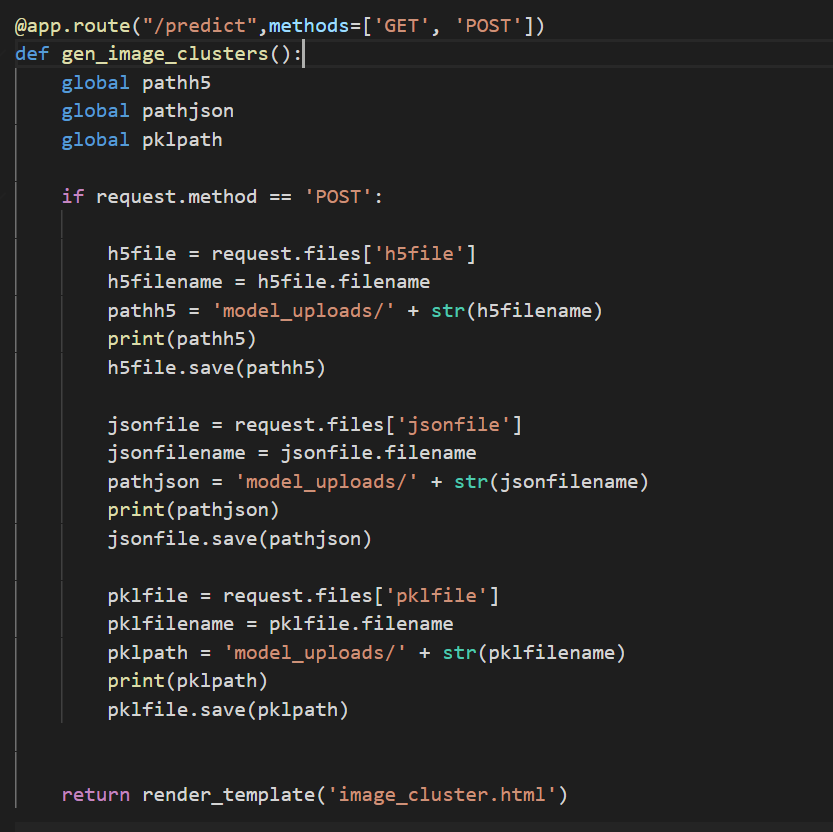 @app.route("/predict",methods=['GET', 'POST'])
def gen_image_clusters():
    global pathh5
    global pathjson
    global pklpath
    if request.method == 'POST':
        h5file = request.files['h5file']
        h5filename = h5file.filename
        pathh5 = 'model_uploads/' + str(h5filename)
        print(pathh5)
        h5file.save(pathh5)
        jsonfile = request.files['jsonfile']
        jsonfilename = jsonfile.filename
        pathjson = 'model_uploads/' + str(jsonfilename)
        print(pathjson)
        jsonfile.save(pathjson)
        pklfile = request.files['pklfile']
        pklfilename = pklfile.filename
        pklpath = 'model_uploads/' + str(pklfilename)
        print(pklpath)
        pklfile.save(pklpath)
    return render_template('image_cluster.html')